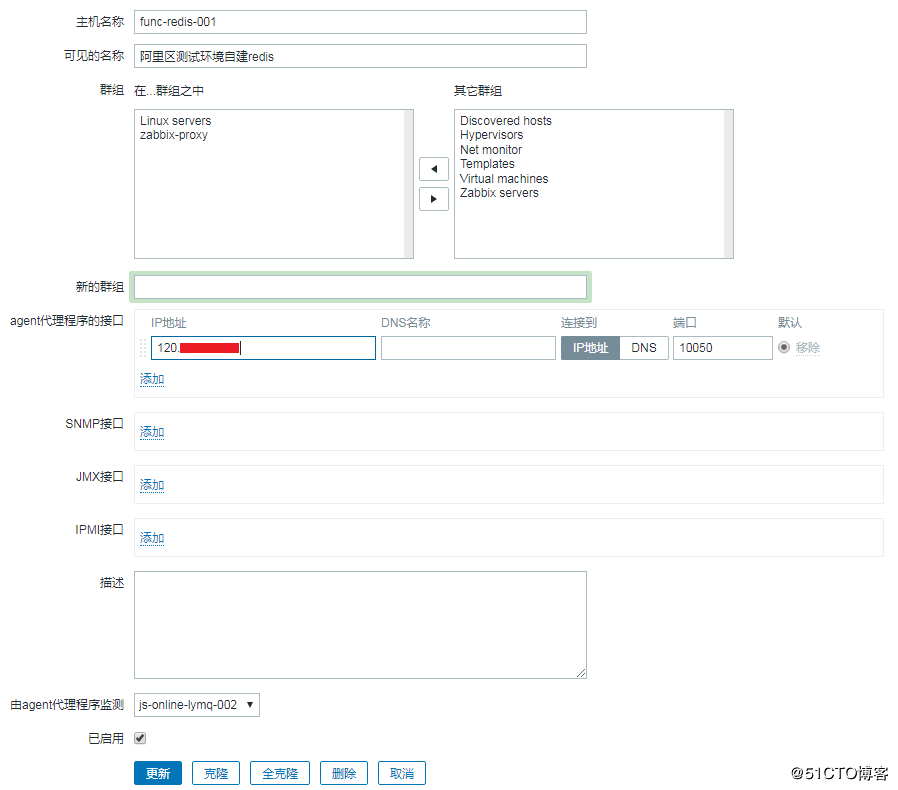 主机名称 func-redis-001
可见的名称 阿里区测试环境自建redis
群组 在...群组之中 其它群组
Linux servers
zabbix-proxy
Discovered hosts
Hypervisors
Net monitor
Templates
Virtual machines
Zabbix servers
新的群组
agent代理程序的接口 IP地址 DNS名称 连接到 端口 默认
120. IP地址 DNS 10050 移除
添加
SNMP接口 添加
JMX接口 添加
IPMI接口 添加
描述
由agent代理程序监测 js-online-lymq-002
已启用
更新 克隆 全克隆 删除 取消
@51CTO博客